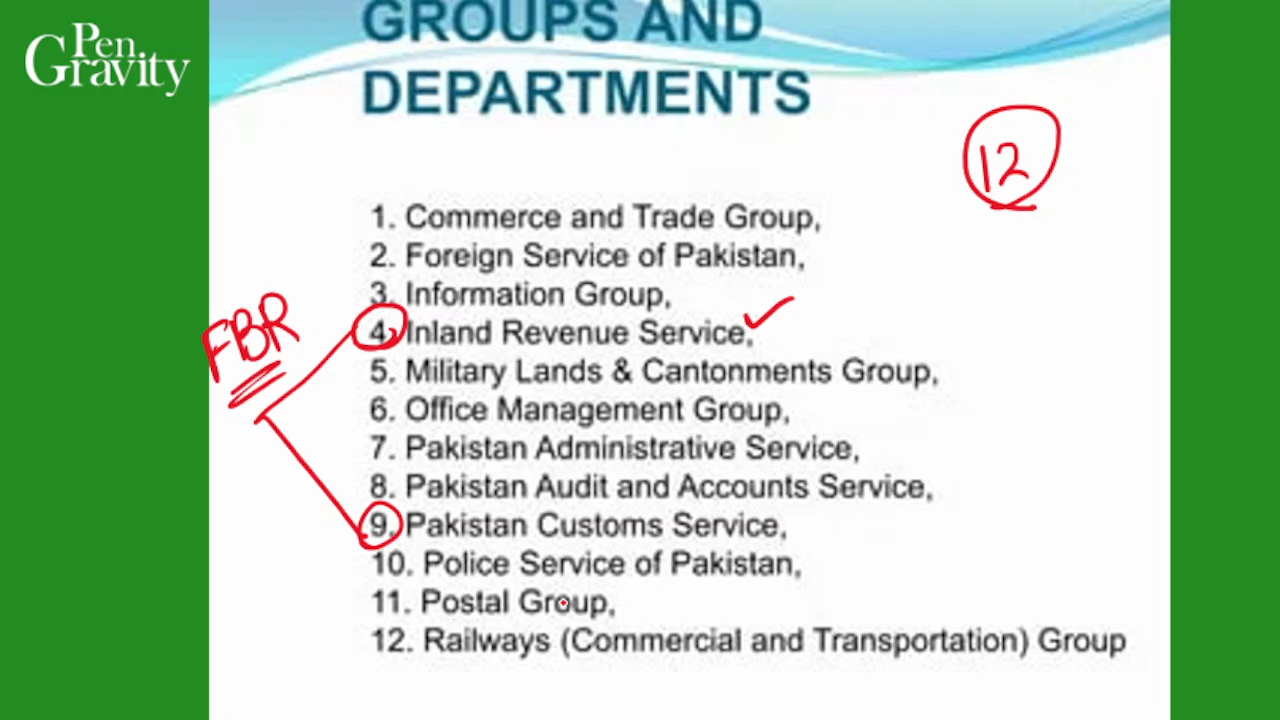 Pen
Gravity
GROUPS AND
DEPARTMENTS
12
1. Commerce and Trade Group,
2. Foreign Service of Pakistan,
3. Information Group,
4. Inland Revenue Service,
FBR
5. Military Lands & Cantonments Group,
6. Office Management Group,
7. Pakistan Administrative Service,
8. Pakistan Audit and Accounts Service,
9. Pakistan Customs Service,
10. Police Service of Pakistan,
11. Postal Group,
12. Railways (Commercial and Transportation) Group